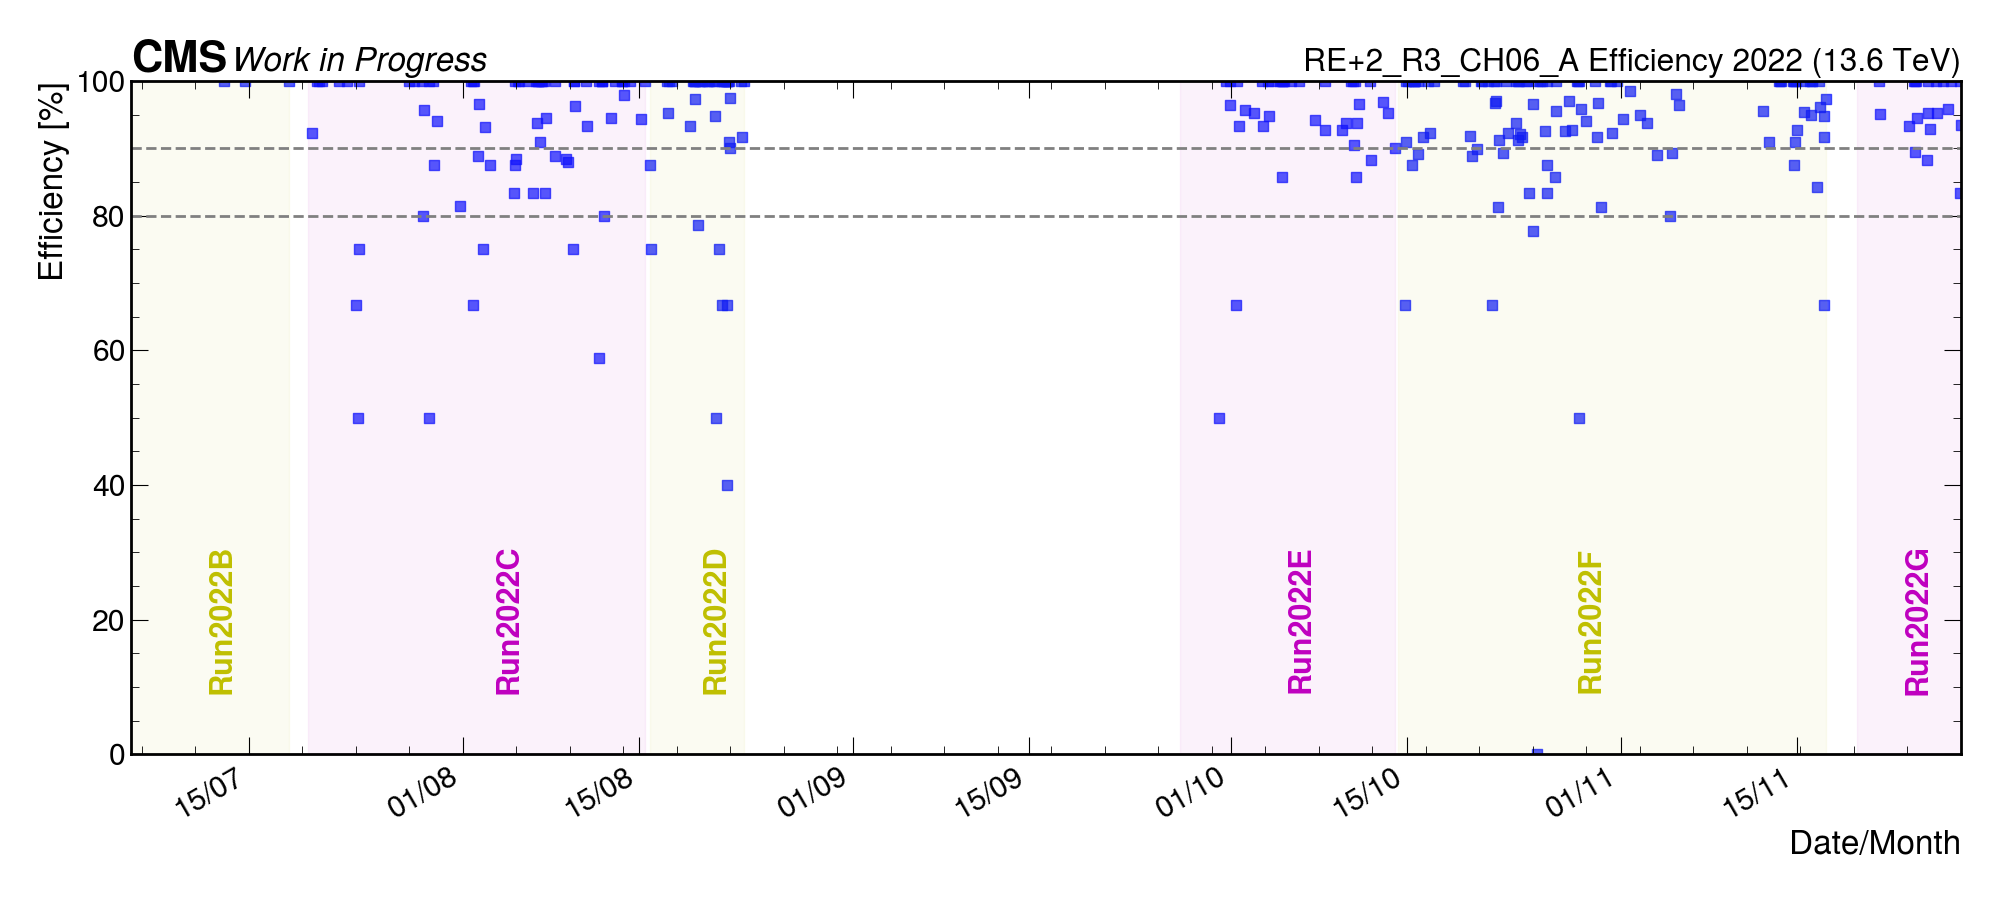 CMS Work in Progress
RE+2_R3_CH06_A Efficiency 2022 (13.6 TeV)
Efficiency [%]
100
80
60
40
20
0
Run2022B
Run2022C
Run2022D
Run2022E
Run2022F
Run2022G
15/07
01/08
15/08
01/09
15/09
01/10
15/10
01/11
15/11
Date/Month